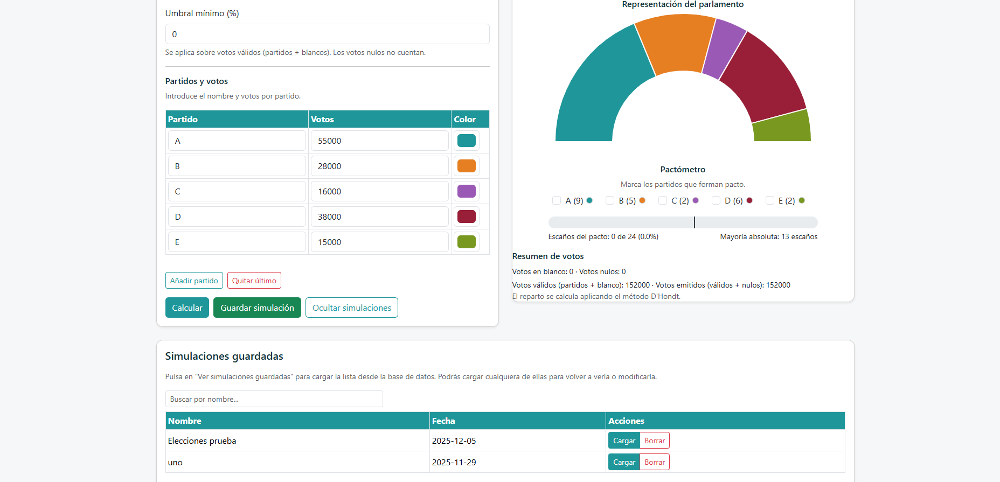 Umbral mínimo (%)
0
Se aplica sobre votos válidos (partidos + blancos). Los votos nulos no cuentan.
Partidos y votos
Introduce el nombre y votos por partido.
Partido Votos Color
A 55000
B 28000
C 16000
D 38000
E 15000
Añadir partido Quitar último
Calcular Guardar simulación Ocultar simulaciones
Representación del parlamento
Pactómetro
Marca los partidos que forman pacto.
A (9) B (5) C (2) D (6) E (2)
Escaños del pacto: 0 de 24 (0.0%) Mayoría absoluta: 13 escaños
Resumen de votos
Votos en blanco: 0 · Votos nulos: 0
Votos válidos (partidos + blanco): 152000 · Votos emitidos (válidos + nulos): 152000
El reparto se calcula aplicando el método D'Hondt.
Simulaciones guardadas
Pulsa en "Ver simulaciones guardadas" para cargar la lista desde la base de datos. Podrás cargar cualquiera de ellas para volver a verla o modificarla.
Buscar por nombre...
Nombre Fecha Acciones
Elecciones prueba 2025-12-05 Cargar Borrar
uno 2025-11-29 Cargar Borrar